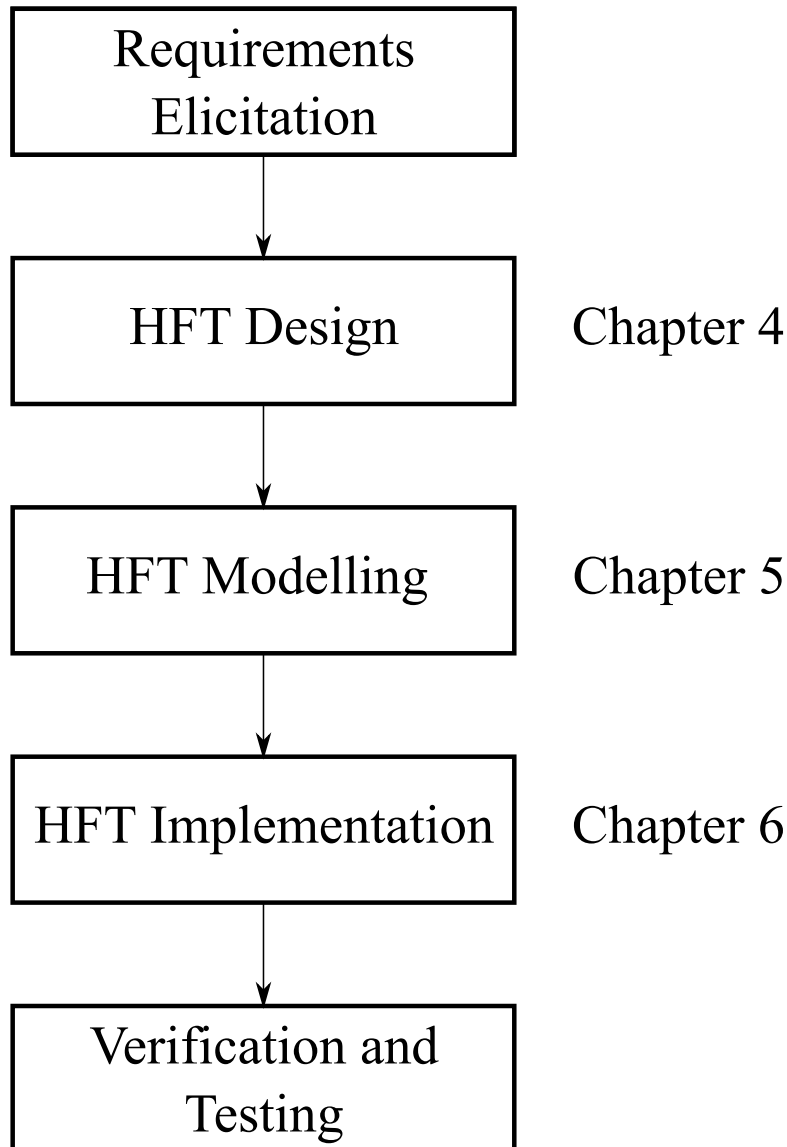 Requirements
Elicitation
HFT Design
Chapter 4
HFT Modelling
Chapter 5
HFT Implementation
Chapter 6
Verification and
Testing